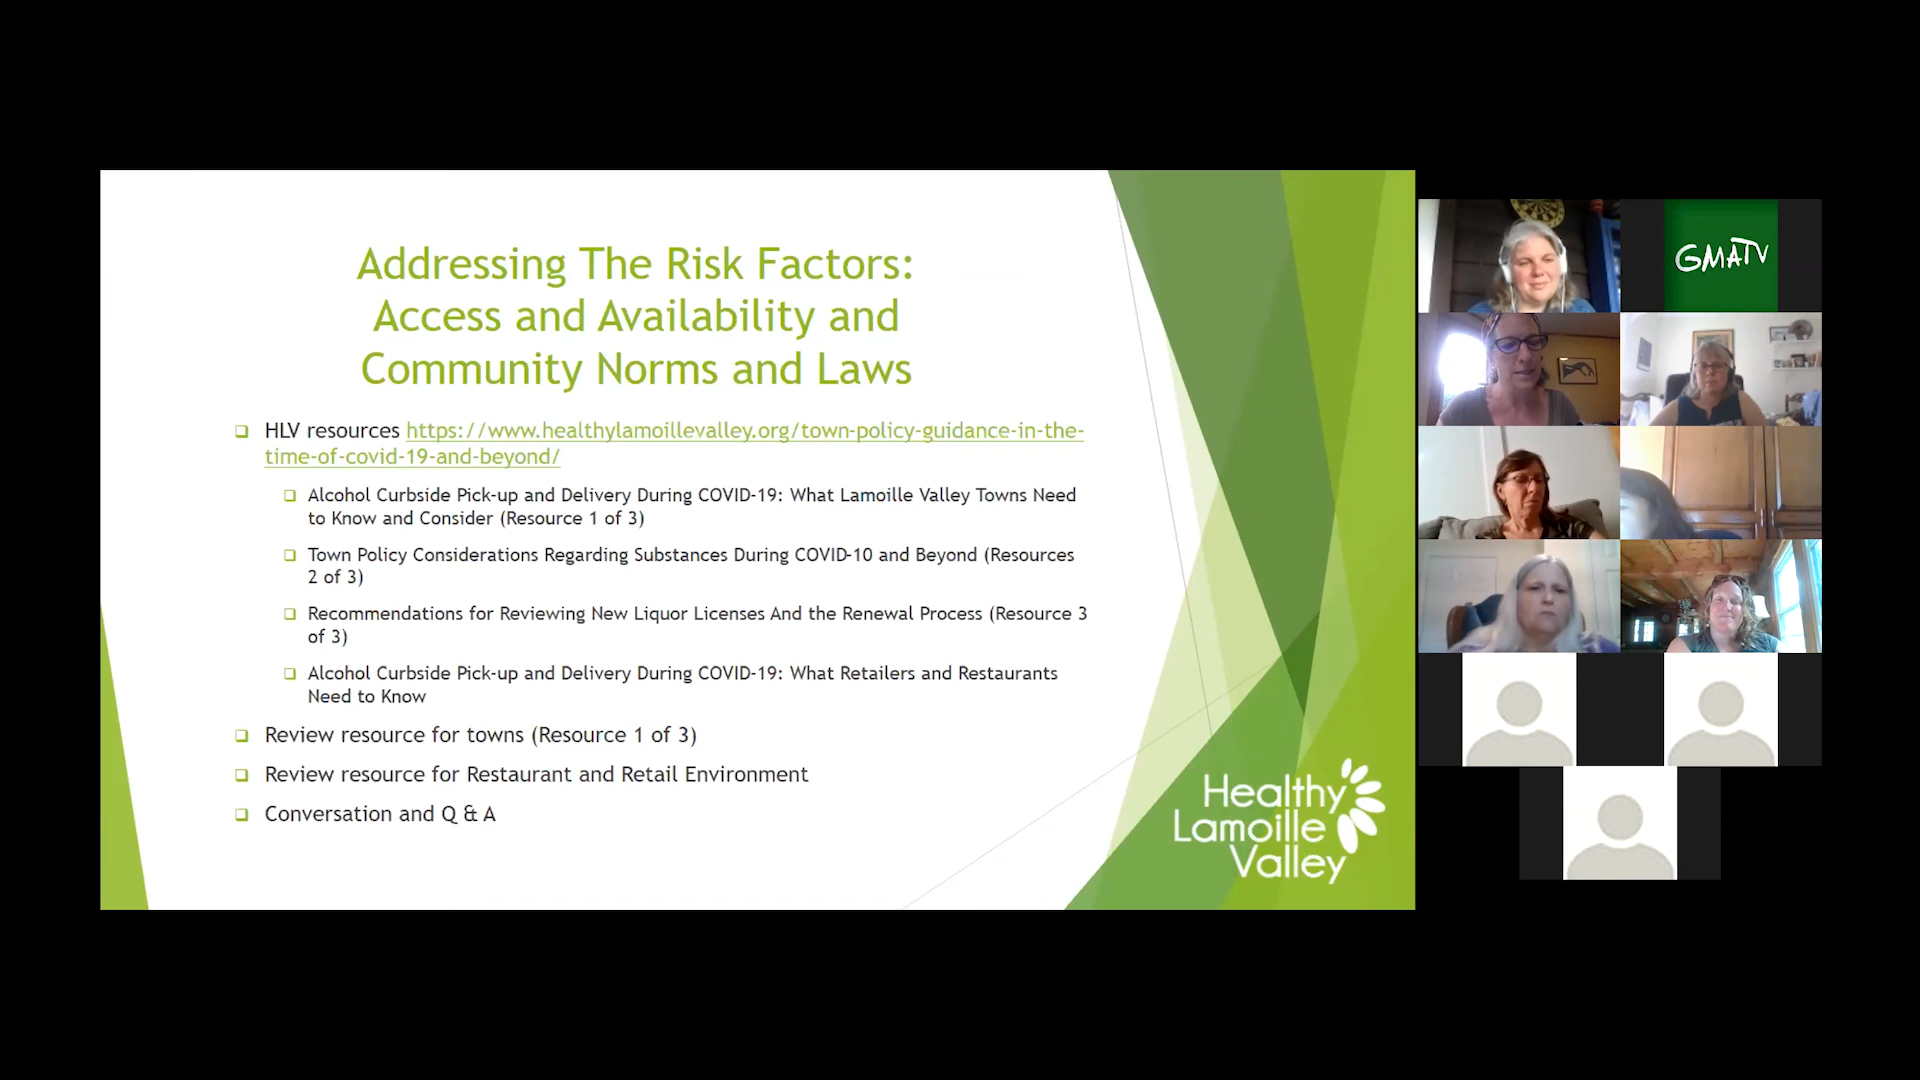 Addressing The Risk Factors:
Access and Availability and
Community Norms and Laws
HLV resources https://www.healthylamoillevalley.org/town-policy-guidance-in-the-
time-of-covid-19-and-beyond/
Alcohol Curbside Pick-up and Delivery During COVID-19: What Lamoille Valley Towns Need
to Know and Consider (Resource 1 of 3)
Town Policy Considerations Regarding Substances During COVID-10 and Beyond (Resources
2 of 3)
Recommendations for Reviewing New Liquor Licenses And the Renewal Process (Resource 3
of 3)
Alcohol Curbside Pick-up and Delivery During COVID-19: What Retailers and Restaurants
Need to Know
Review resource for towns (Resource 1 of 3)
Review resource for Restaurant and Retail Environment
Conversation and Q & A
Healthy
Lamoille
Valley
GMATV